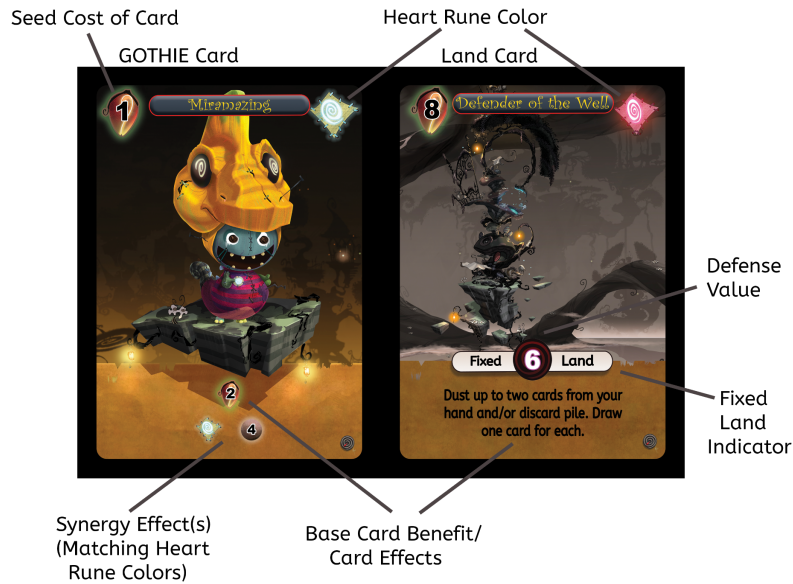 Seed Cost of Card
Heart Rune Color
GOTHIE Card
Land Card
1
Miramazing
8
Defender of the Well
Defense
Value
Fixed
6
Land
Dust up to two cards from your
hand and/or discard pile. Draw
one card for each.
2
4
Fixed
Land
Indicator
Synergy Effect(s)
(Matching Heart
Rune Colors)
Base Card Benefit/
Card Effects